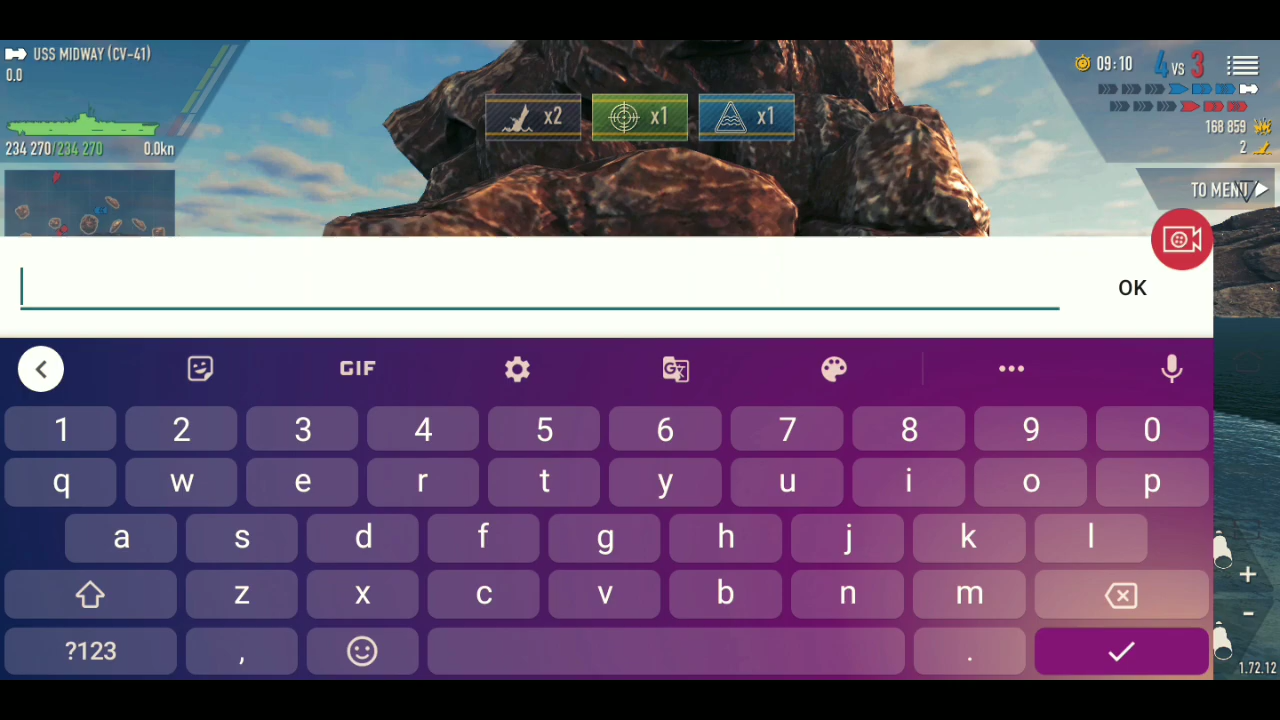 USS MIDWAY (CV-41)
0.0
234 270/234 270
0.0kn
x2
x1
x1
09:10
4 VS 3
168 859
2
TO MENU
OK
GIF
1 2 3 4 5 6 7 8 9 0
q w e r t y u i o p
a s d f g h j k l
z x c v b n m
?123 , .
+
-
1.72.12